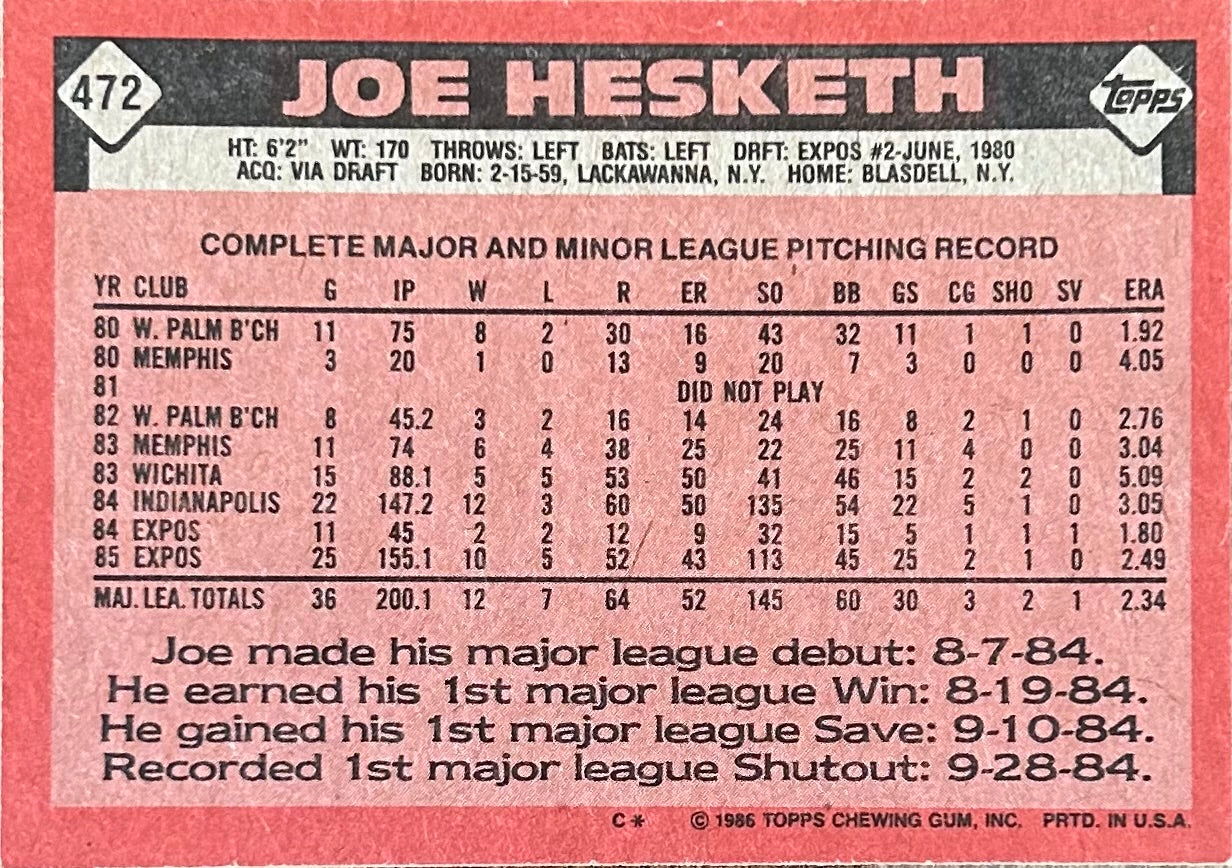 472 JOE HESKETH topps
HT: 6'2" WT: 170 THROWS: LEFT BATS: LEFT DRFT: EXPOS #2-JUNE, 1980
ACQ: VIA DRAFT BORN: 2-15-59, LACKAWANNA, N.Y. HOME: BLASDELL, N.Y.
COMPLETE MAJOR AND MINOR LEAGUE PITCHING RECORD
YR CLUB G IP W L R ER SO BB GS CG SHO SV ERA
80 W. PALM B'CH 11 75 8 2 30 16 43 32 11 1 1 0 1.92
80 MEMPHIS 3 20 1 0 13 9 20 7 3 0 0 0 4.05
81 DID NOT PLAY
82 W. PALM B'CH 8 45.2 3 2 16 14 24 16 8 2 1 0 2.76
83 MEMPHIS 11 74 6 4 38 25 22 25 11 4 0 0 3.04
83 WICHITA 15 88.1 5 5 53 50 41 46 15 2 2 0 5.09
84 INDIANAPOLIS 22 147.2 12 3 60 50 135 54 22 5 1 0 3.05
84 EXPOS 11 45 2 2 12 9 32 15 5 1 1 1 1.80
85 EXPOS 25 155.1 10 5 52 43 113 45 25 2 1 0 2.49
MAJ. LEA. TOTALS 36 200.1 12 7 64 52 145 60 30 3 2 1 2.34
Joe made his major league debut: 8-7-84.
He earned his 1st major league Win: 8-19-84.
He gained his 1st major league Save: 9-10-84.
Recorded 1st major league Shutout: 9-28-84.
C* © 1986 TOPPS CHEWING GUM, INC. PRTD. IN U.S.A.